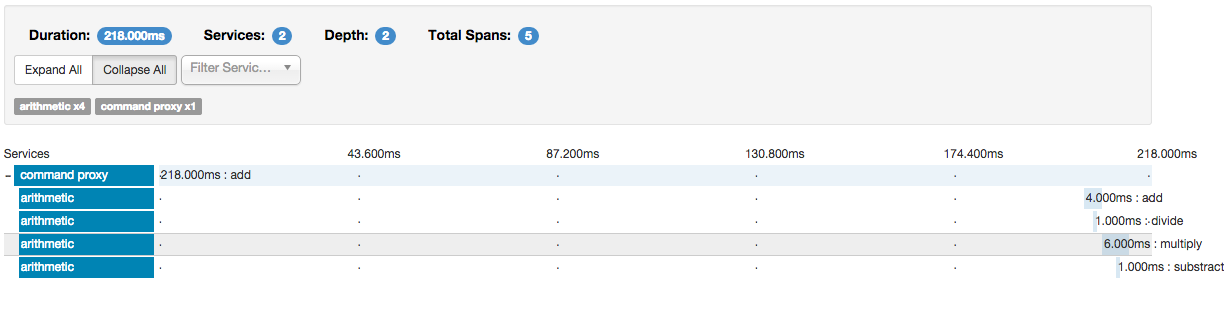 Duration: 218.000ms Services: 2 Depth: 2 Total Spans: 5
Expand All Collapse All Filter Servic...
arithmetic x4 command proxy x1
Services 43.600ms 87.200ms 130.800ms 174.400ms 218.000ms
- command proxy 218.000ms : add
arithmetic 4.000ms : add
arithmetic 1.000ms : divide
arithmetic 6.000ms : multiply
arithmetic 1.000ms : substract